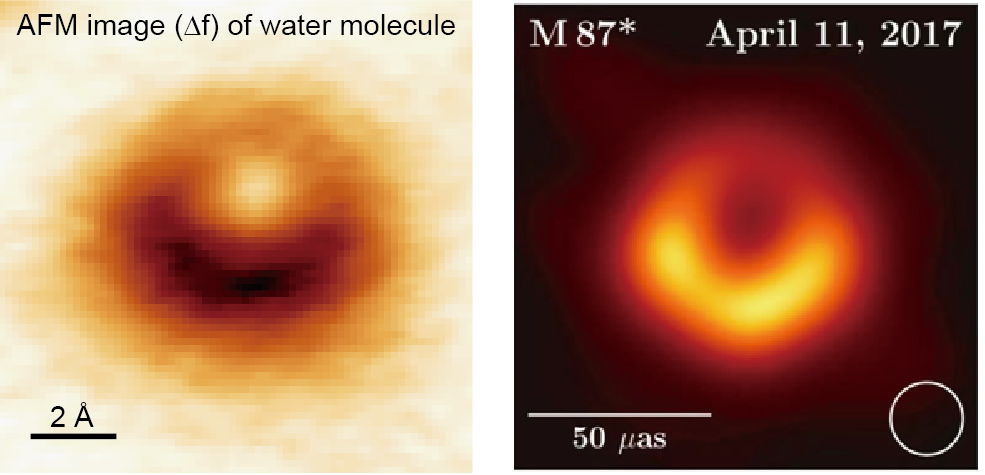 AFM image (Δf) of water molecule
2 Å
M 87* April 11, 2017
50 μas